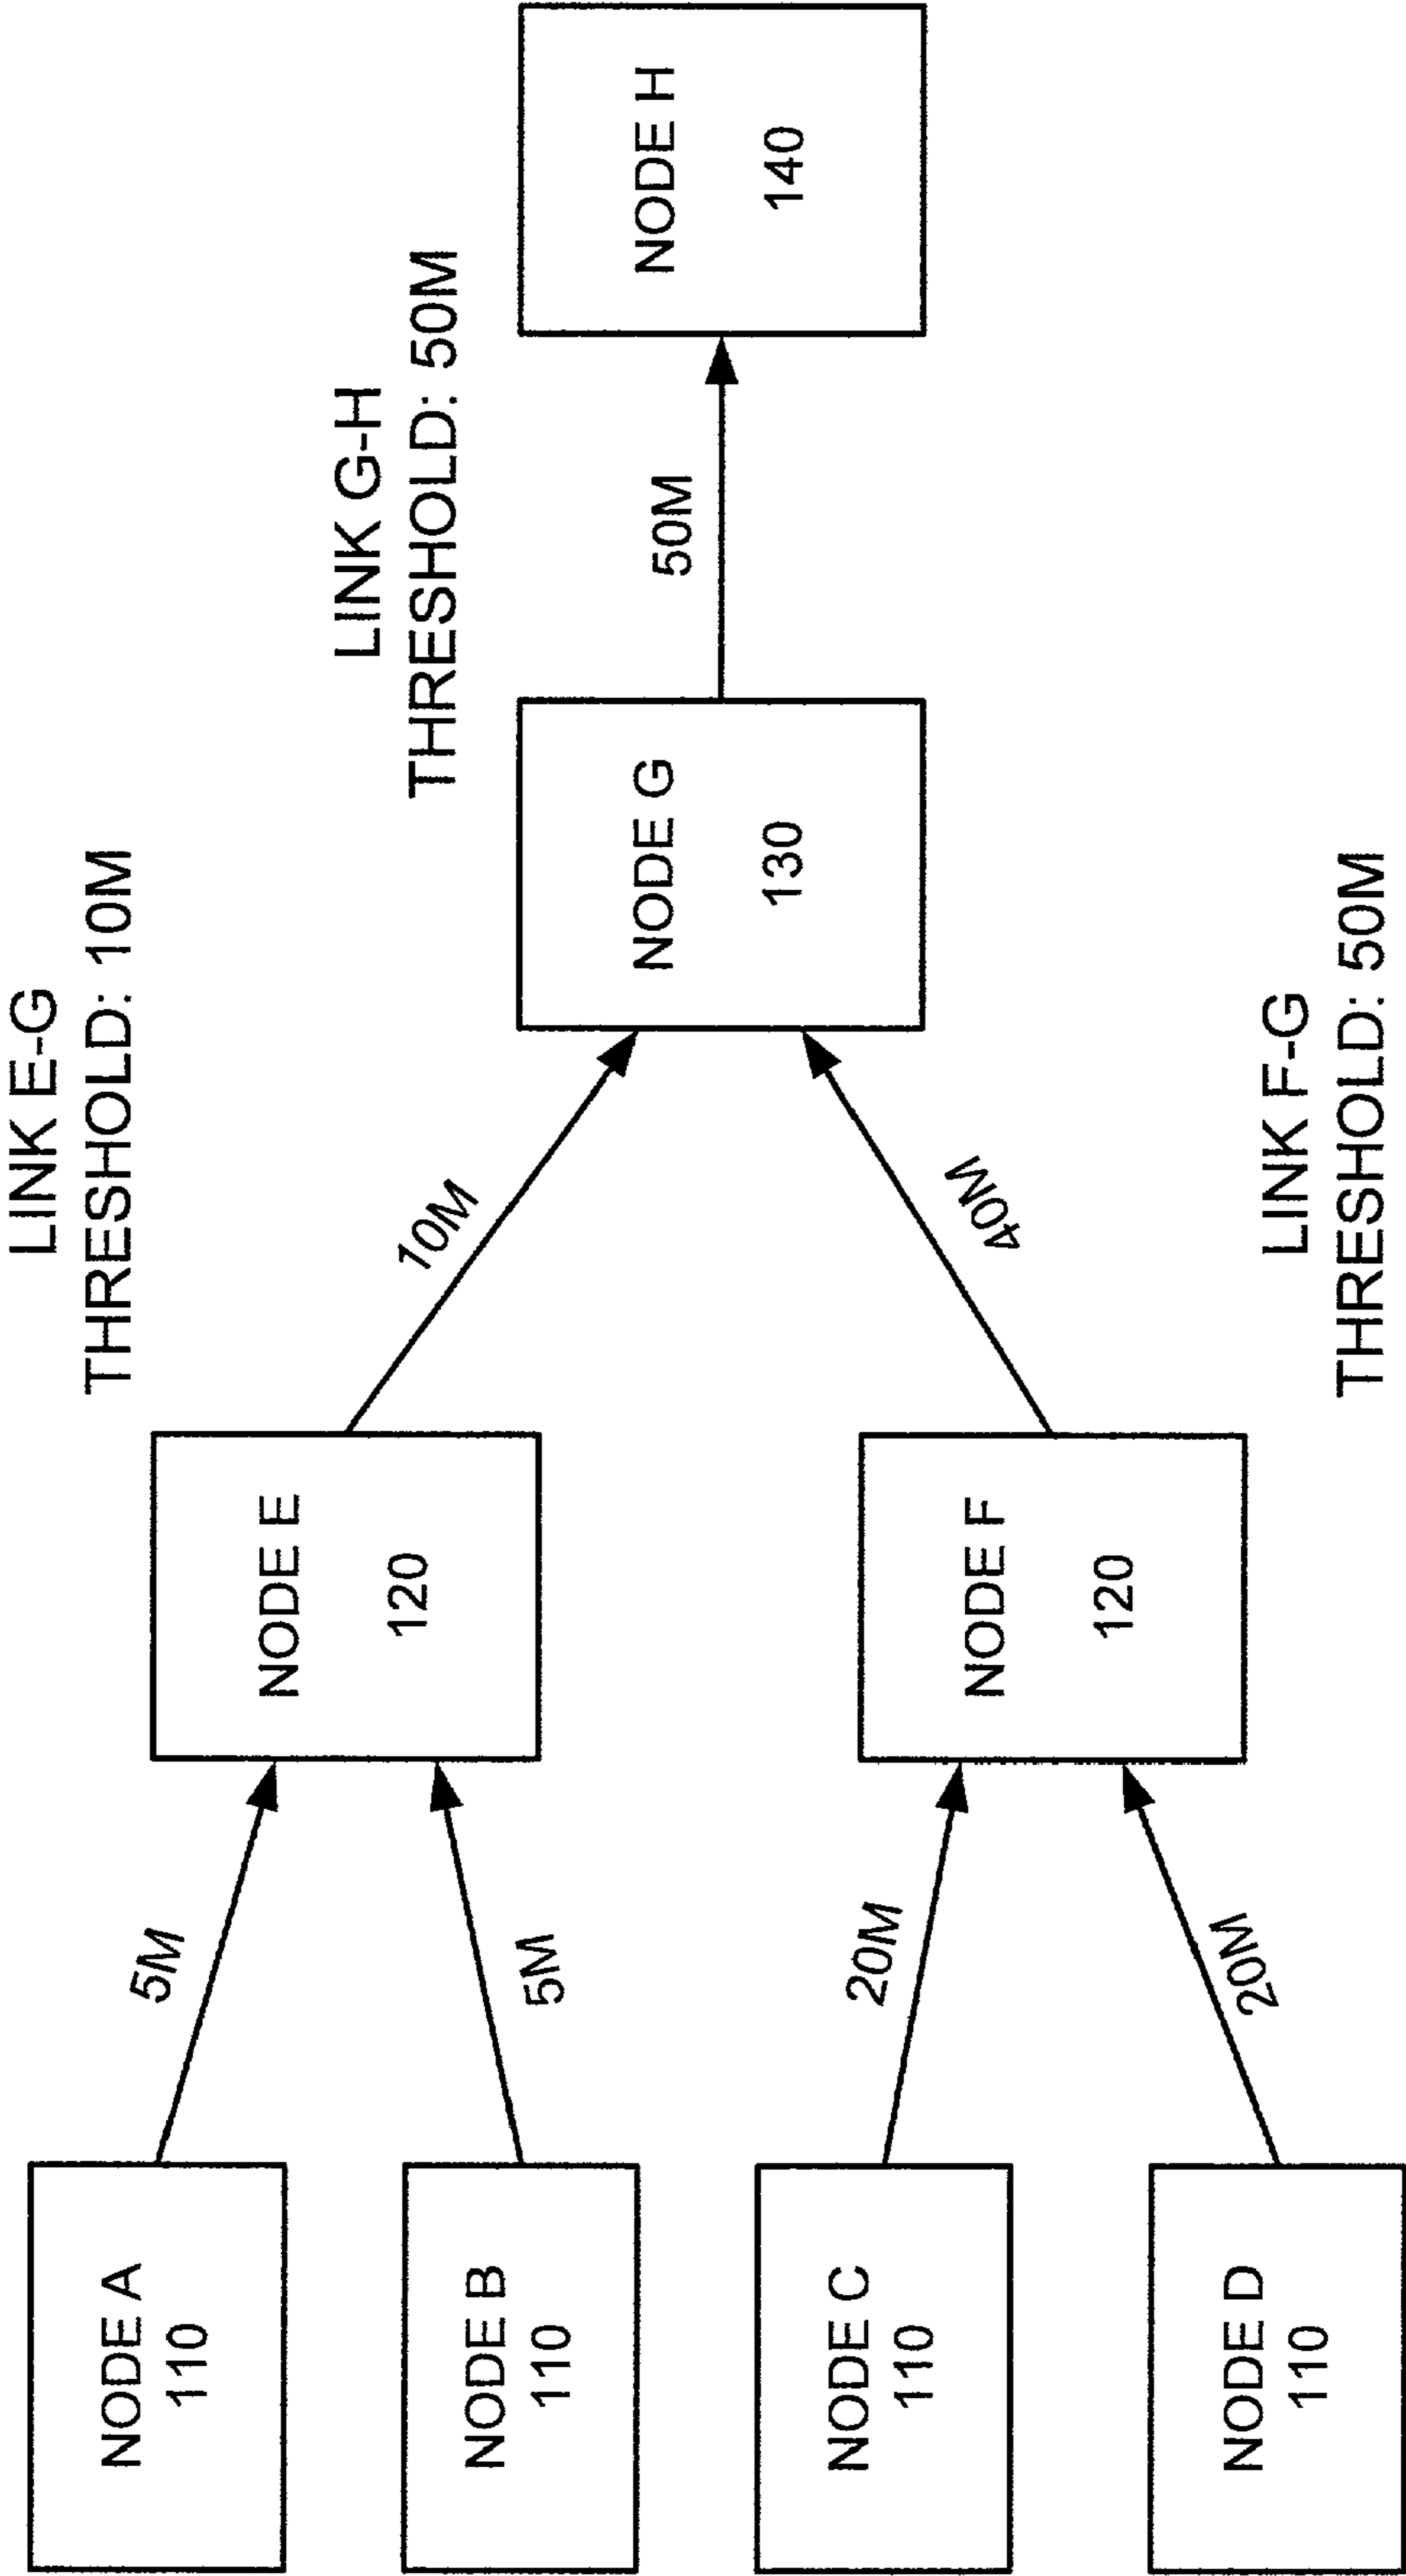 LINK E-G
THRESHOLD: 10M
LINK G-H
THRESHOLD: 50M
NODE A
110
5M
NODE B
110
5M
NODE E
120
10M
NODE G
130
50M
NODE H
140
NODE C
110
20M
NODE D
110
20M
NODE F
120
40M
LINK F-G
THRESHOLD: 50M